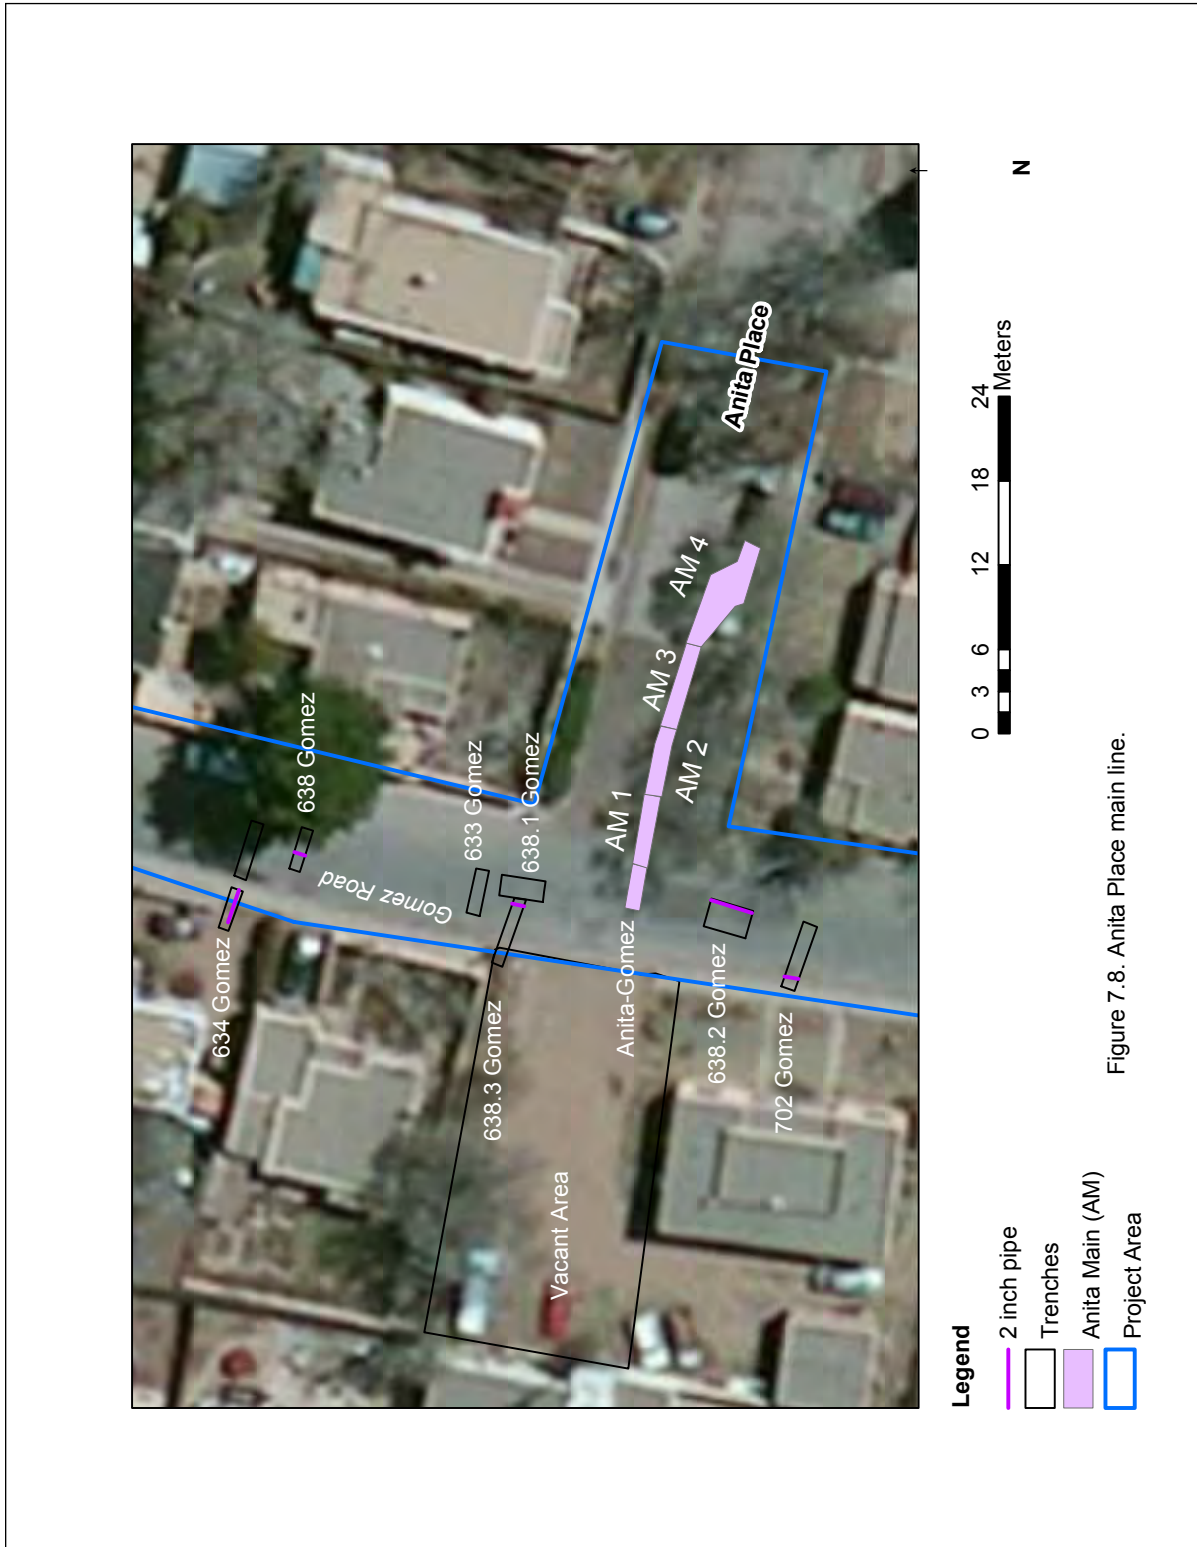 634 Gomez
638 Gomez
Gomez Road
633 Gomez
638.1 Gomez
638.3 Gomez
Vacant Area
Anita-Gomez
AM 1
AM 2
AM 3
AM 4
Anita Place
638.2 Gomez
702 Gomez
Legend
2 inch pipe
Trenches
Anita Main (AM)
Project Area
0 3 6 12 18 24
Meters
N
Figure 7.8. Anita Place main line.